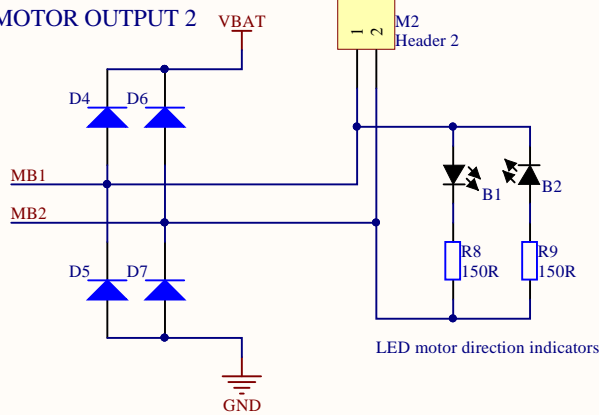 MOTOR OUTPUT 2
VBAT
1
2
M2
Header 2
D4
D6
MB1
B1
B2
MB2
D5
D7
R8
150R
R9
150R
LED motor direction indicators
GND